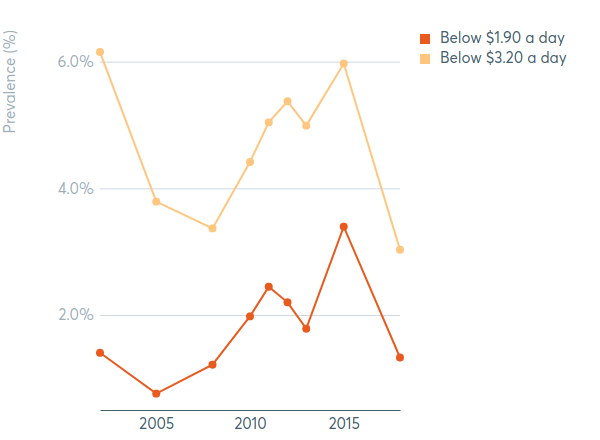 Prevalence (%)
Below $1.90 a day
Below $3.20 a day
6.0%
4.0%
2.0%
2005 2010 2015